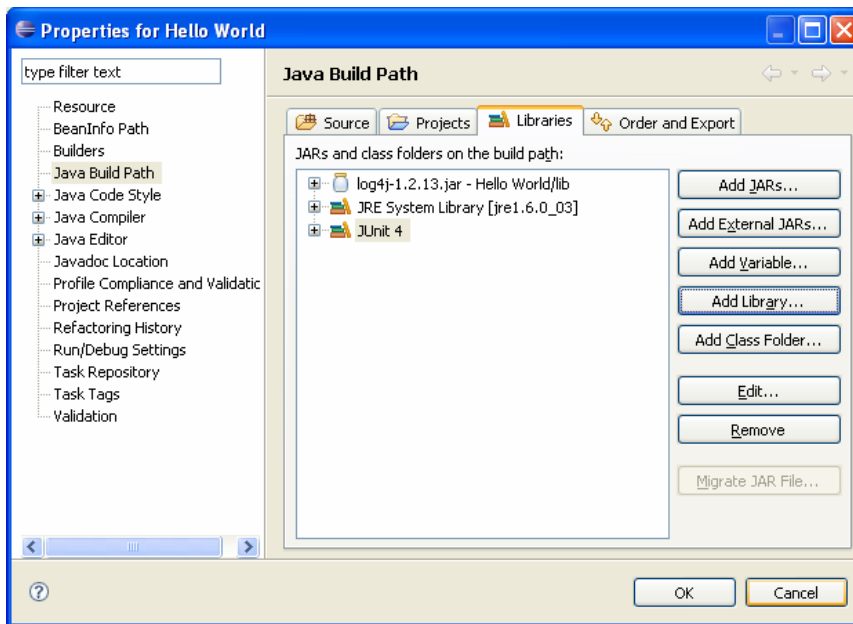 Properties for Hello World
type filter text
Resource
BeanInfo Path
Builders
Java Build Path
Java Code Style
Java Compiler
Java Editor
Javadoc Location
Profile Compliance and Validatic
Project References
Refactoring History
Run/Debug Settings
Task Repository
Task Tags
Validation
Java Build Path
Source Projects Libraries Order and Export
JARs and class folders on the build path:
log4j-1.2.13.jar - Hello World/lib
JRE System Library [jre1.6.0_03]
JUnit 4
Add JARs...
Add External JARs...
Add Variable...
Add Library...
Add Class Folder...
Edit...
Remove
Migrate JAR File...
OK Cancel